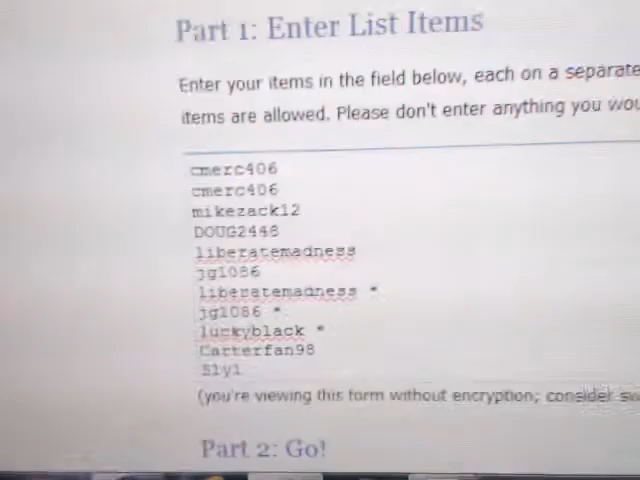 Part 1: Enter List Items
Enter your items in the field below, each on a separate
items are allowed. Please don't enter anything you wou
cmerc406
cmerc406
mikezack12
DOUG2448
liberatemadness
jg1086
liberatemadness *
jg1086 *
luckyblack *
Carterfan98
Sly1
(you're viewing this form without encryption; consider sw
Part 2: Go!